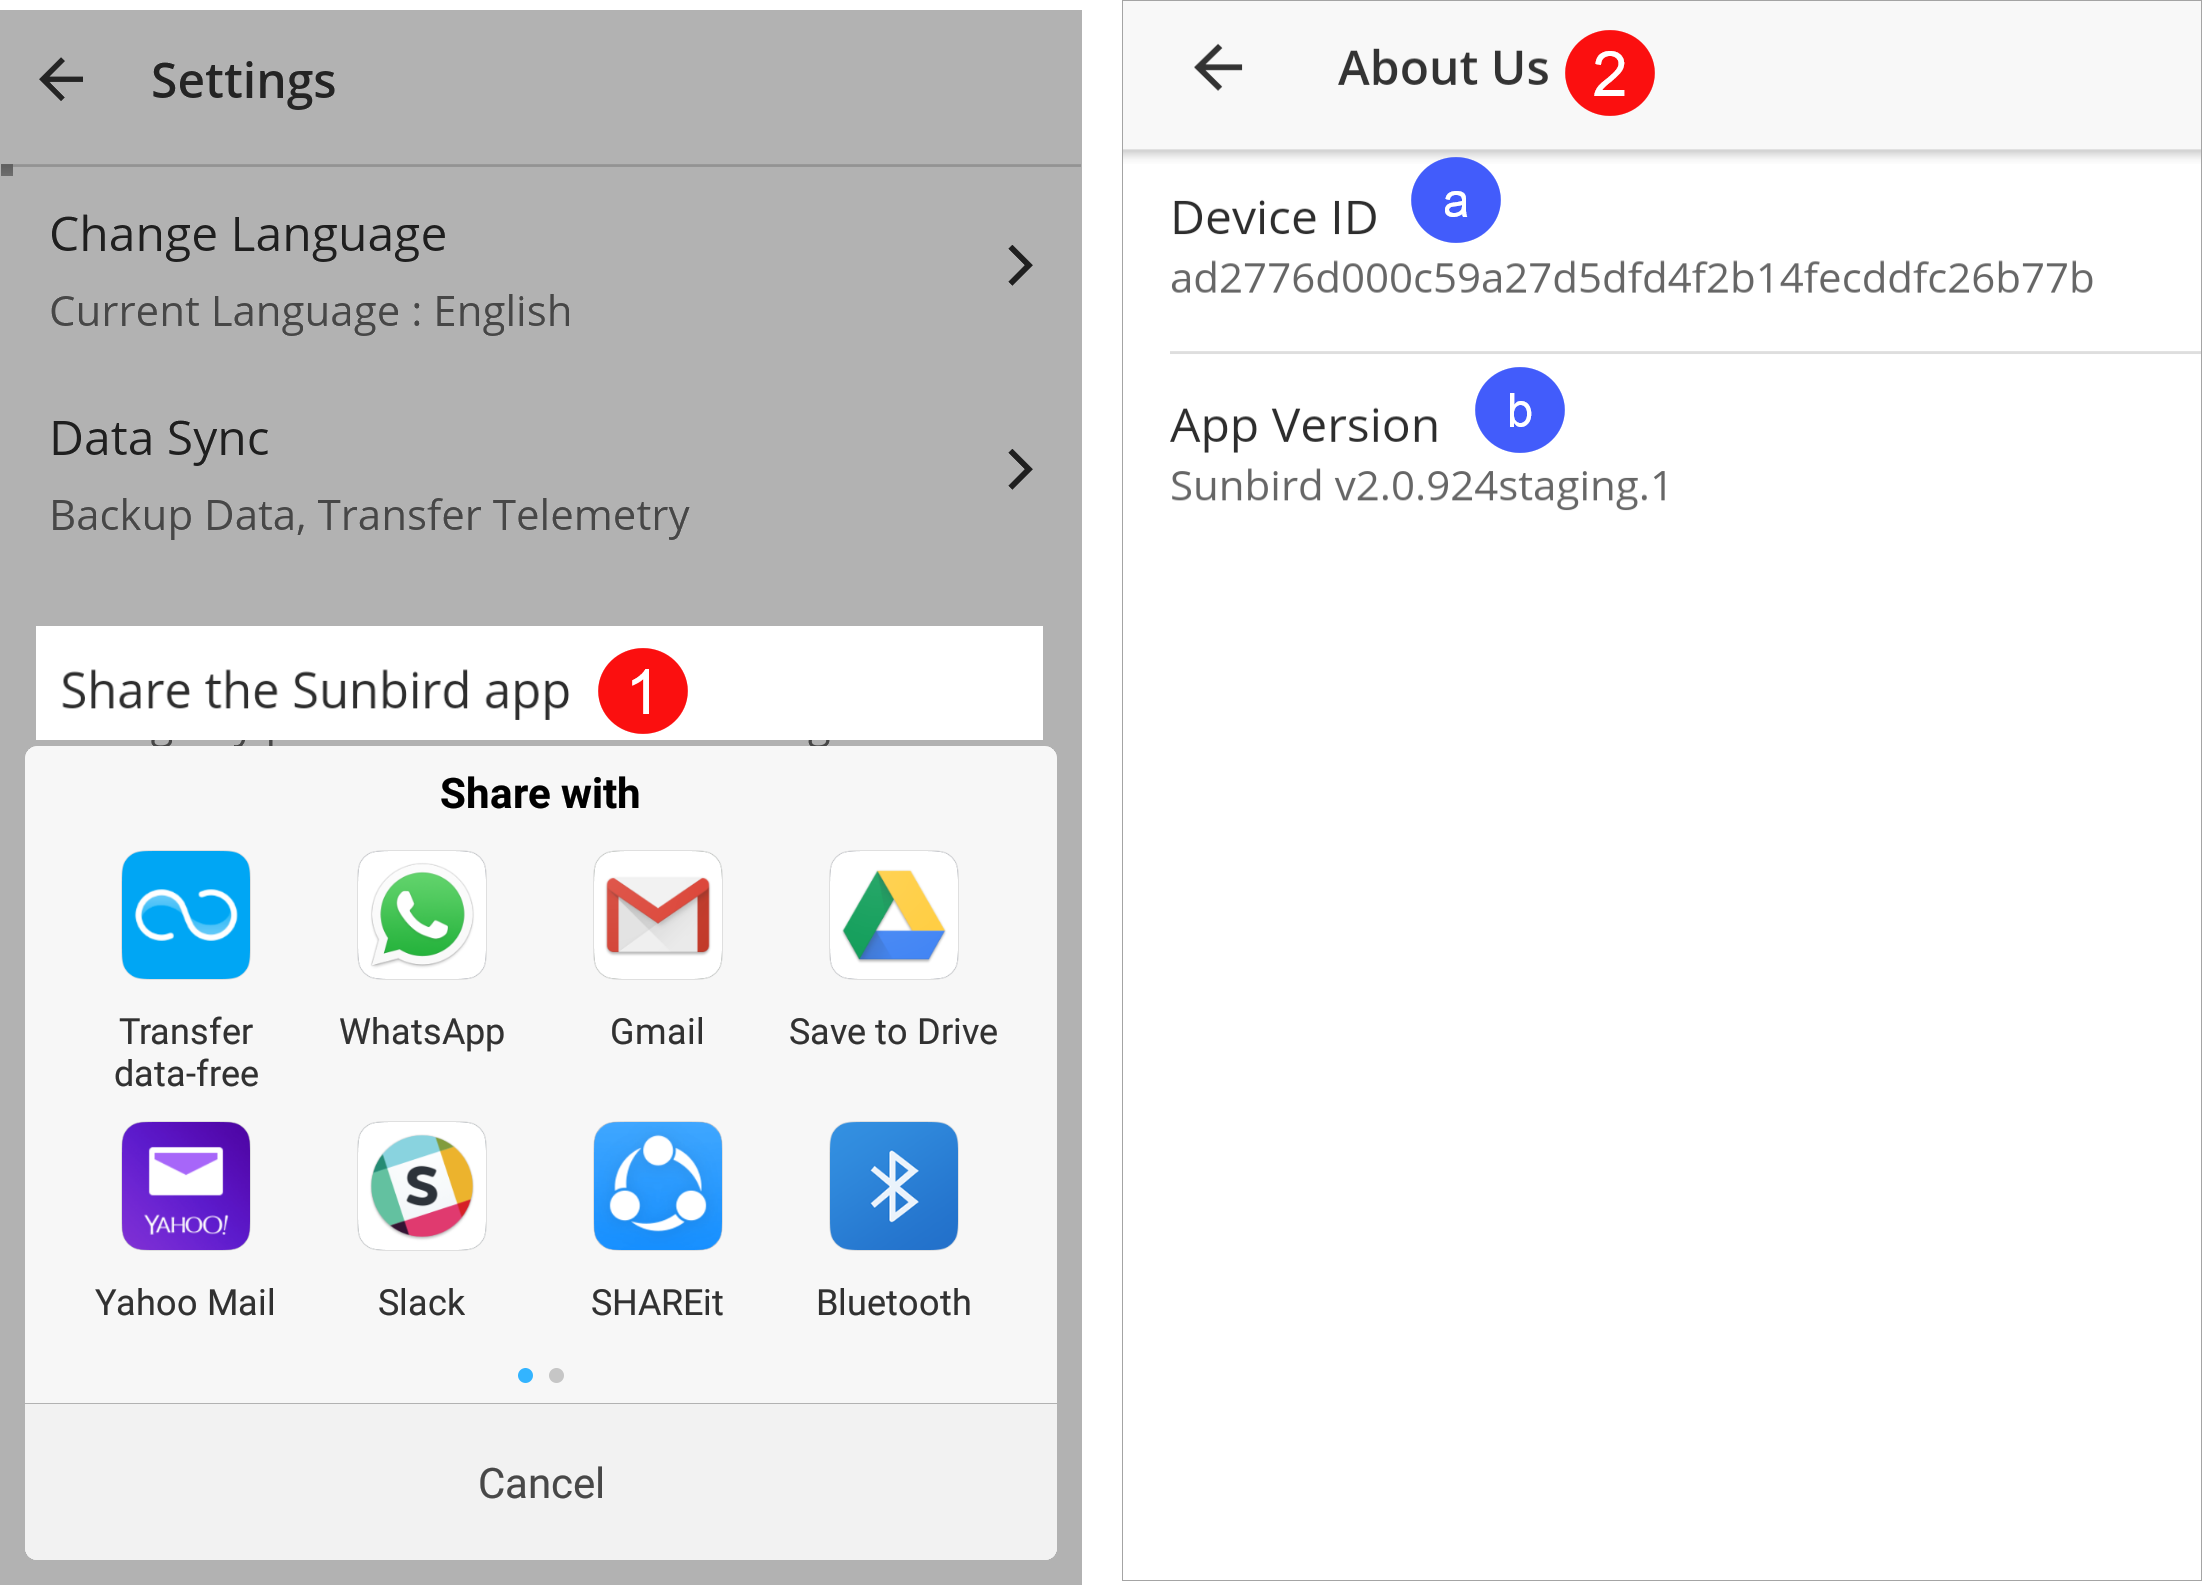 Settings
Change Language
Current Language : English
Data Sync
Backup Data, Transfer Telemetry
Share the Sunbird app 1
Share with
Transfer data-free
WhatsApp
Gmail
Save to Drive
YAHOO!
Yahoo Mail
S
Slack
SHAREit
Bluetooth
Cancel
About Us 2
Device ID a
ad2776d000c59a27d5dfd4f2b14fecddfc26b77b
App Version b
Sunbird v2.0.924staging.1